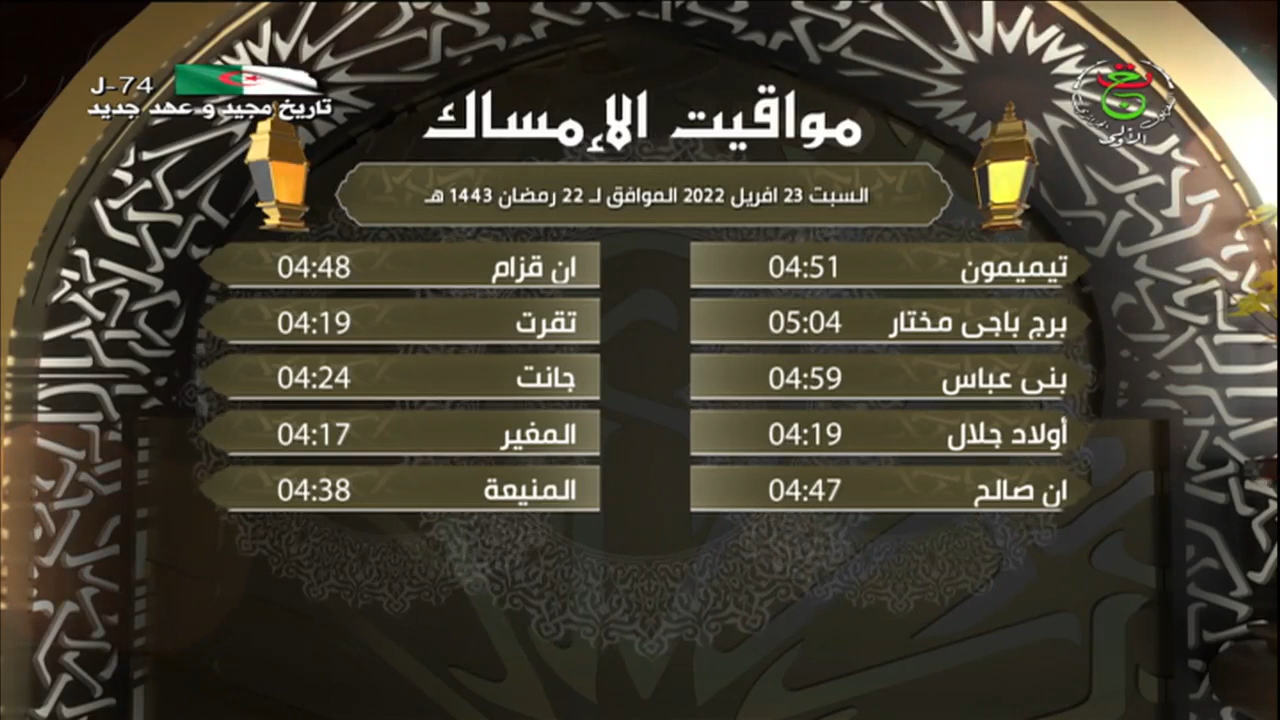 J-74
تاريخ مجيد و عهد جديد
الأولى
مواقيت الإمساك
السبت 23 افريل 2022 الموافق لـ 22 رمضان 1443 هـ
تيميمون 04:51
برج باجى مختار 05:04
بنى عباس 04:59
أولاد جلال 04:19
ان صالح 04:47
ان قزام 04:48
تقرت 04:19
جانت 04:24
المغير 04:17
المنيعة 04:38